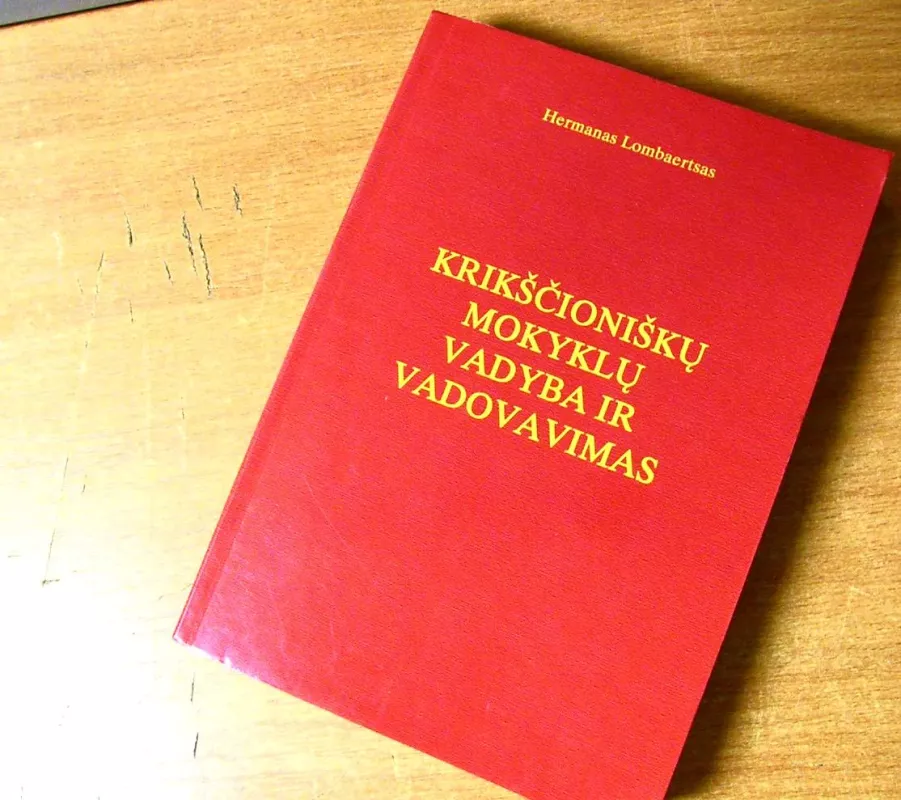 Hermanas Lombaertsas
KRIKŠČIONIŠKŲ
MOKYKLŲ
VADYBA IR
VADOVAVIMAS